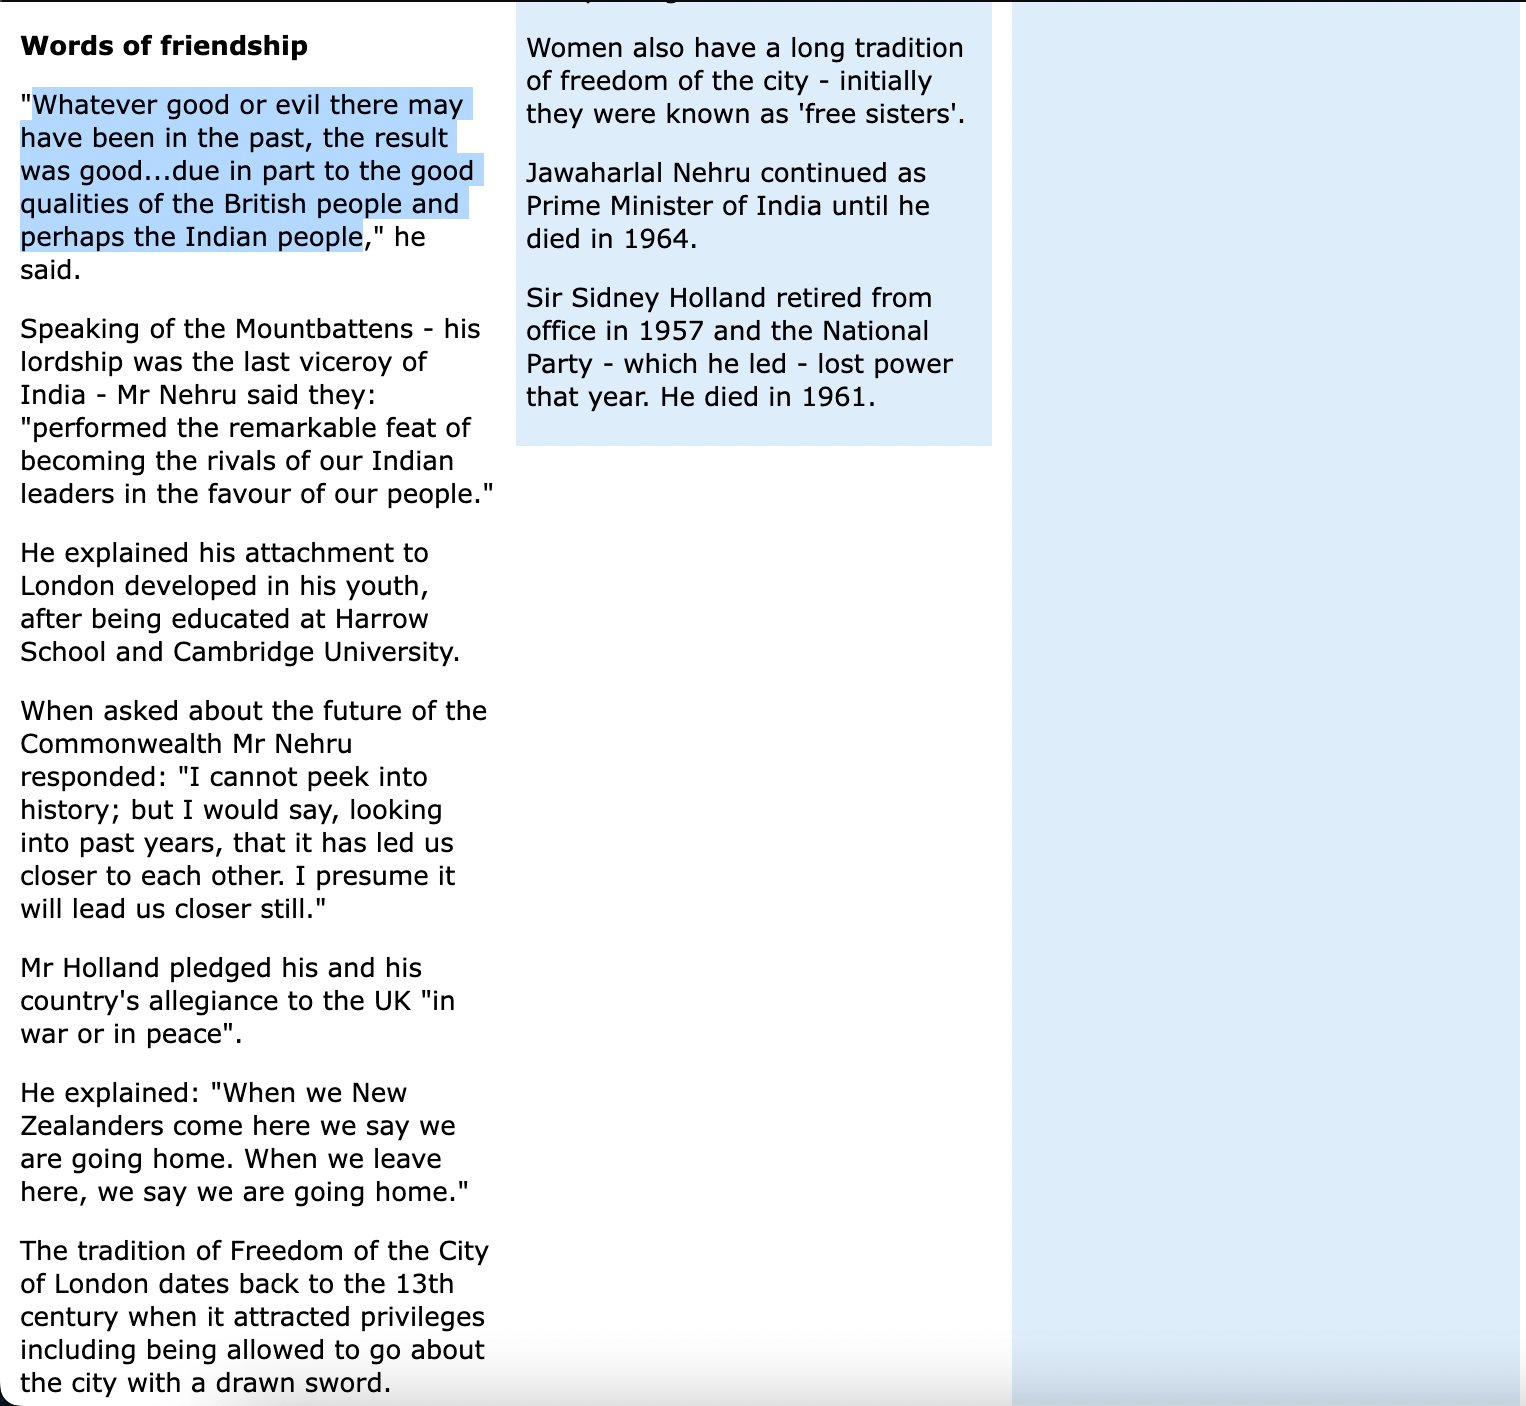 Words of friendship
"Whatever good or evil there may
have been in the past, the result
was good...due in part to the good
qualities of the British people and
perhaps the Indian people," he
said.
Speaking of the Mountbattens - his
lordship was the last viceroy of
India - Mr Nehru said they:
"performed the remarkable feat of
becoming the rivals of our Indian
leaders in the favour of our people."
He explained his attachment to
London developed in his youth,
after being educated at Harrow
School and Cambridge University.
When asked about the future of the
Commonwealth Mr Nehru
responded: "I cannot peek into
history; but I would say, looking
into past years, that it has led us
closer to each other. I presume it
will lead us closer still."
Mr Holland pledged his and his
country's allegiance to the UK "in
war or in peace".
He explained: "When we New
Zealanders come here we say we
are going home. When we leave
here, we say we are going home."
The tradition of Freedom of the City
of London dates back to the 13th
century when it attracted privileges
including being allowed to go about
the city with a drawn sword.
Women also have a long tradition
of freedom of the city - initially
they were known as 'free sisters'.
Jawaharlal Nehru continued as
Prime Minister of India until he
died in 1964.
Sir Sidney Holland retired from
office in 1957 and the National
Party - which he led - lost power
that year. He died in 1961.